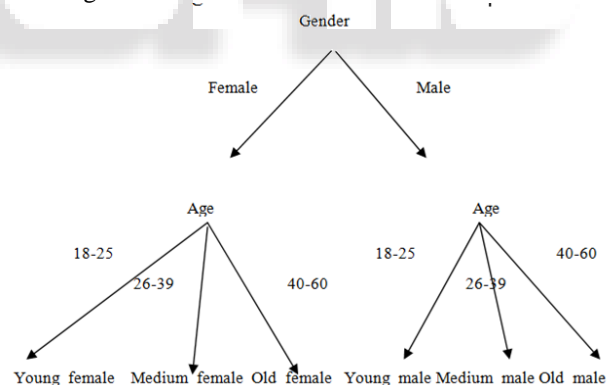 Gender
Female Male
Age Age
18-25 18-25 40-60
26-39 40-60 26-39
Young female Medium female Old female Young male Medium male Old male